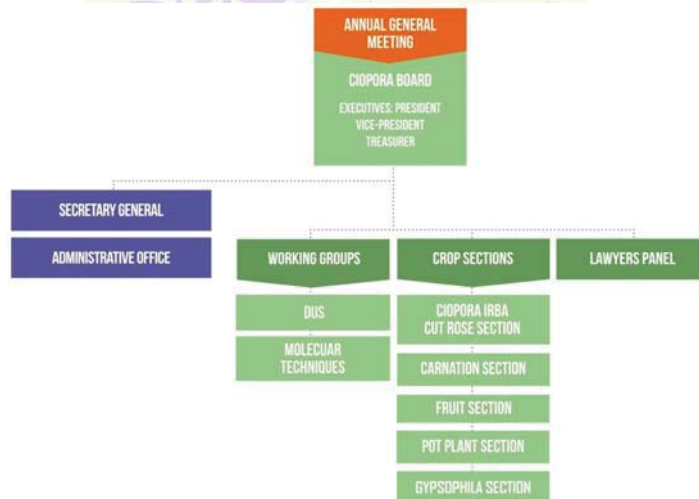 ANNUAL GENERAL
MEETING
CIOPORA BOARD
EXECUTIVES: PRESIDENT
VICE-PRESIDENT
TREASURER
SECRETARY GENERAL
ADMINISTRATIVE OFFICE
WORKING GROUPS
DUS
MOLECUAR
TECHNIQUES
CROP SECTIONS
CIOPORA IRBA
CUT ROSE SECTION
CARNATION SECTION
FRUIT SECTION
POT PLANT SECTION
GYPSOPHILA SECTION
LAWYERS PANEL